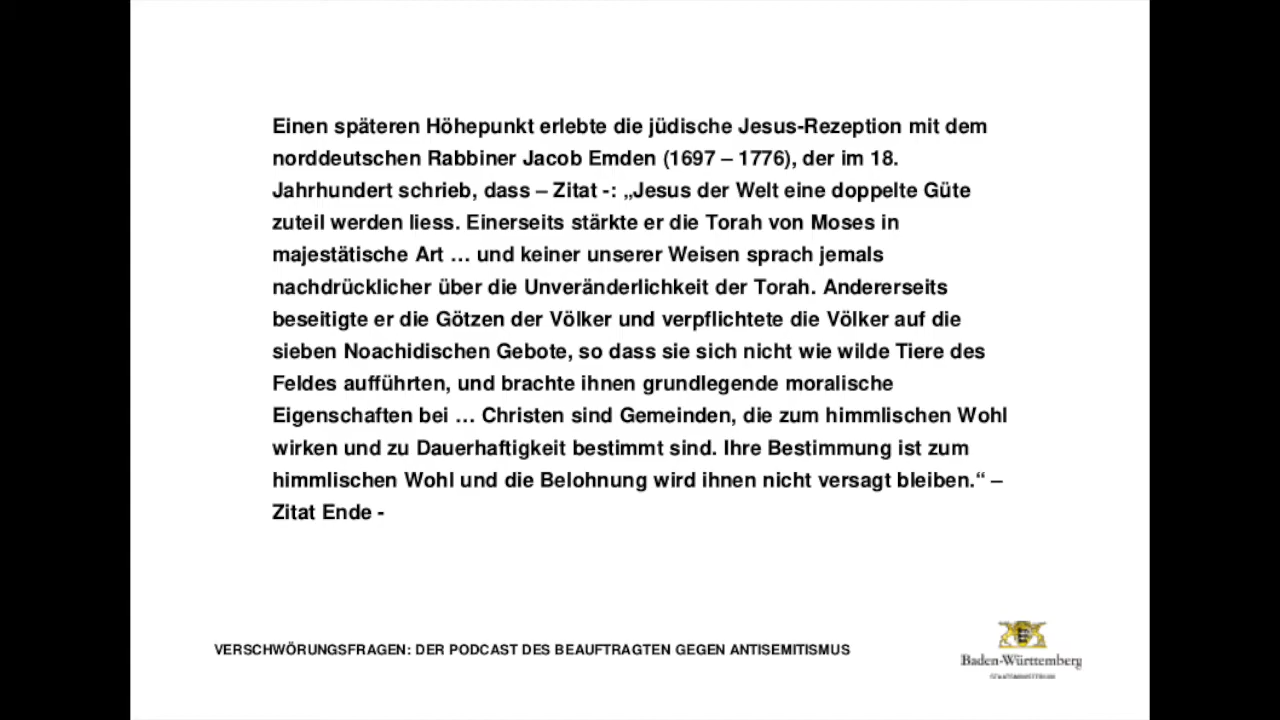 Einen späteren Höhepunkt erlebte die jüdische Jesus-Rezeption mit dem
norddeutschen Rabbiner Jacob Emden (1697 – 1776), der im 18.
Jahrhundert schrieb, dass – Zitat -: „Jesus der Welt eine doppelte Güte
zuteil werden liess. Einerseits stärkte er die Torah von Moses in
majestätische Art … und keiner unserer Weisen sprach jemals
nachdrücklicher über die Unveränderlichkeit der Torah. Andererseits
beseitigte er die Götzen der Völker und verpflichtete die Völker auf die
sieben Noachidischen Gebote, so dass sie sich nicht wie wilde Tiere des
Feldes aufführten, und brachte ihnen grundlegende moralische
Eigenschaften bei … Christen sind Gemeinden, die zum himmlischen Wohl
wirken und zu Dauerhaftigkeit bestimmt sind. Ihre Bestimmung ist zum
himmlischen Wohl und die Belohnung wird ihnen nicht versagt bleiben.“ –
Zitat Ende -
VERSCHWÖRUNGSFRAGEN: DER PODCAST DES BEAUFTRAGTEN GEGEN ANTISEMITISMUS
Baden-Württemberg
STAATSMINISTERIUM